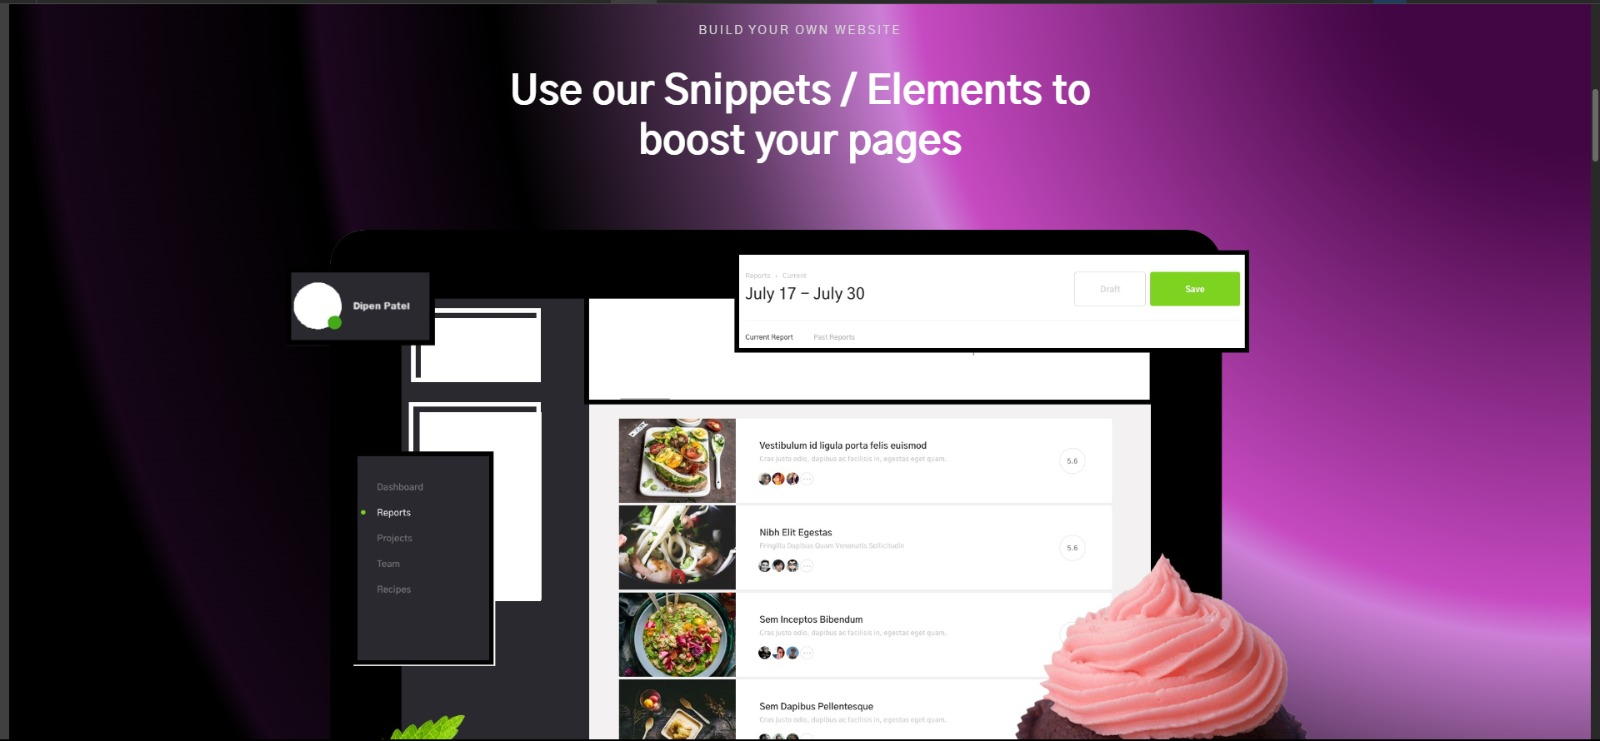 BUILD YOUR OWN WEBSITE
Use our Snippets / Elements to
boost your pages
Dipen Patel
Reports › Current
July 17 - July 30
Draft
Save
Current Report
Past Reports
Dashboard
Reports
Projects
Team
Recipes
Vestibulum id ligula porta felis euismod
Cras justo odio, dapibus ac facilisis in, egestas eget quam.
5.6
Nibh Elit Egestas
Fringilla Dapibus Quam Venenatis Sollicitudin
5.6
Sem Inceptos Bibendum
Cras justo odio, dapibus ac facilisis in, egestas eget quam.
Sem Dapibus Pellentesque
Cras justo odio, dapibus ac facilisis in, egestas eget quam.